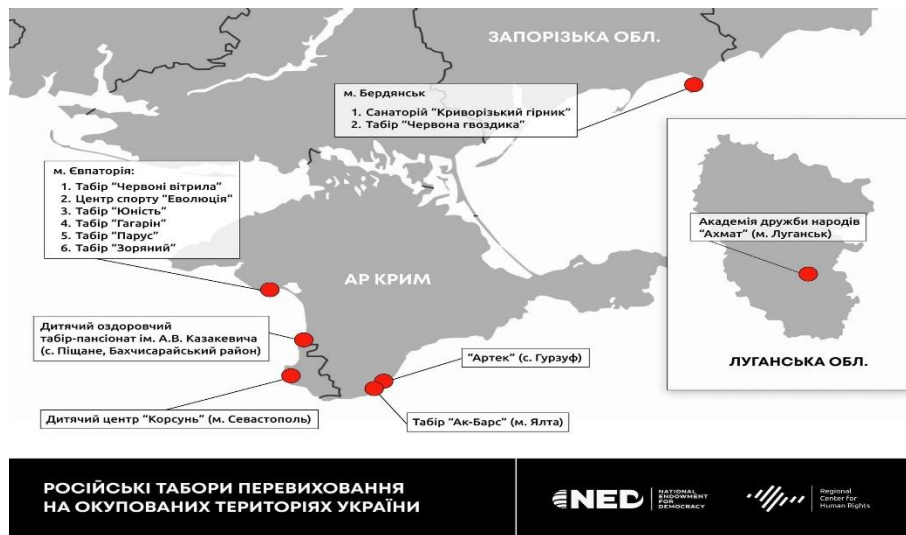 ЗАПОРІЗЬКА ОБЛ.
м. Бердянськ
1. Санаторій "Криворізький гірник"
2. Табір "Червона гвоздика"
м. Євпаторія:
1. Табір "Червоні вітрила"
2. Центр спорту "Еволюція"
3. Табір "Юність"
4. Табір "Гагарін"
5. Табір "Парус"
6. Табір "Зоряний"
Академія дружби народів
"Ахмат" (м. Луганськ)
АР КРИМ
Дитячий оздоровчий
табір-пансіонат ім. А.В. Казакевича
(с. Піщане, Бахчисарайський район)
"Артек" (с. Гурзуф)
ЛУГАНСЬКА ОБЛ.
Дитячий центр "Корсунь" (м. Севастополь)
Табір "Ак-Барс" (м. Ялта)
РОСІЙСЬКІ ТАБОРИ ПЕРЕВИХОВАННЯ
НА ОКУПОВАНИХ ТЕРИТОРІЯХ УКРАЇНИ
NED
NATIONAL
ENDOWMENT
FOR
DEMOCRACY
Regional
Center for
Human Rights